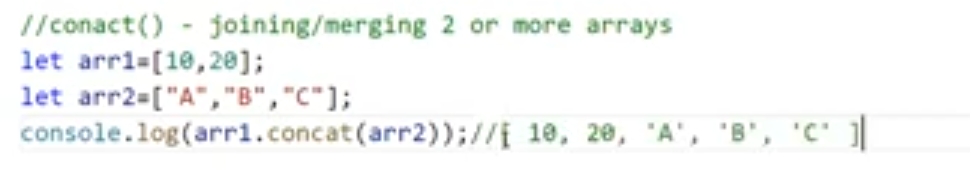 //conact() - joining/merging 2 or more arrays
let arr1=[10,20];
let arr2=["A","B","C"];
console.log(arr1.concat(arr2));//[ 10, 20, 'A', 'B', 'C' ]